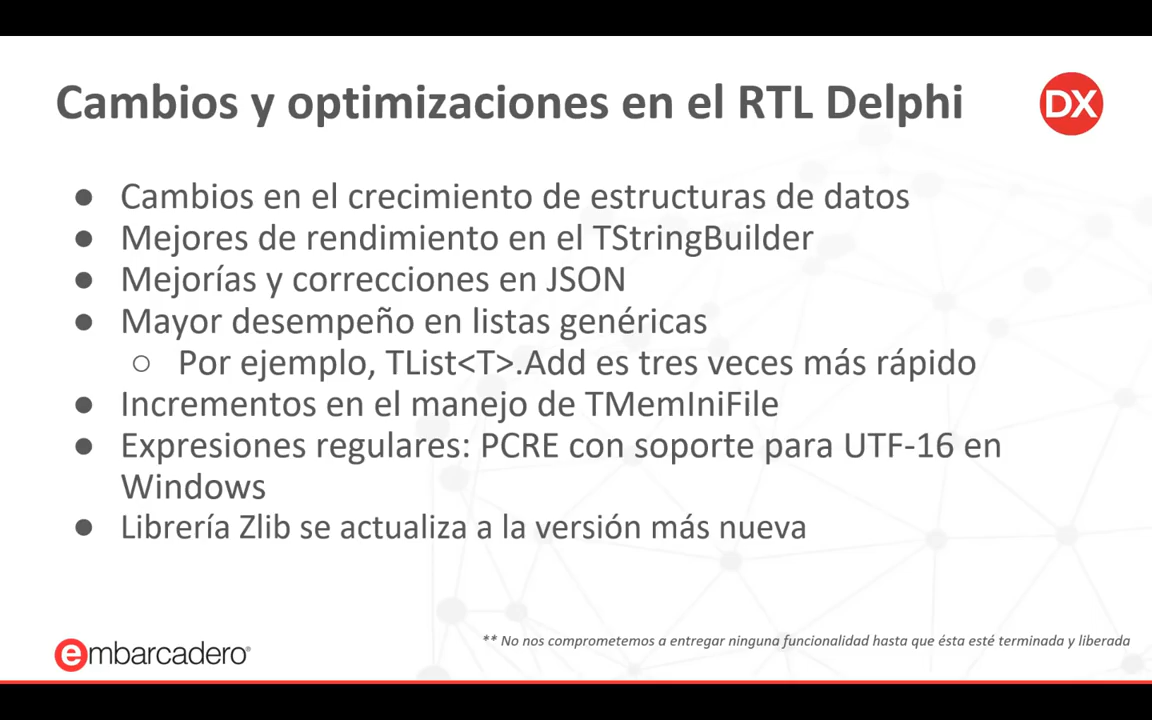 Cambios y optimizaciones en el RTL Delphi
DX
● Cambios en el crecimiento de estructuras de datos
● Mejores de rendimiento en el TStringBuilder
● Mejorías y correcciones en JSON
● Mayor desempeño en listas genéricas
○ Por ejemplo, TList<T>.Add es tres veces más rápido
● Incrementos en el manejo de TMemIniFile
● Expresiones regulares: PCRE con soporte para UTF-16 en
Windows
● Librería Zlib se actualiza a la versión más nueva
** No nos comprometemos a entregar ninguna funcionalidad hasta que ésta esté terminada y liberada
embarcadero®